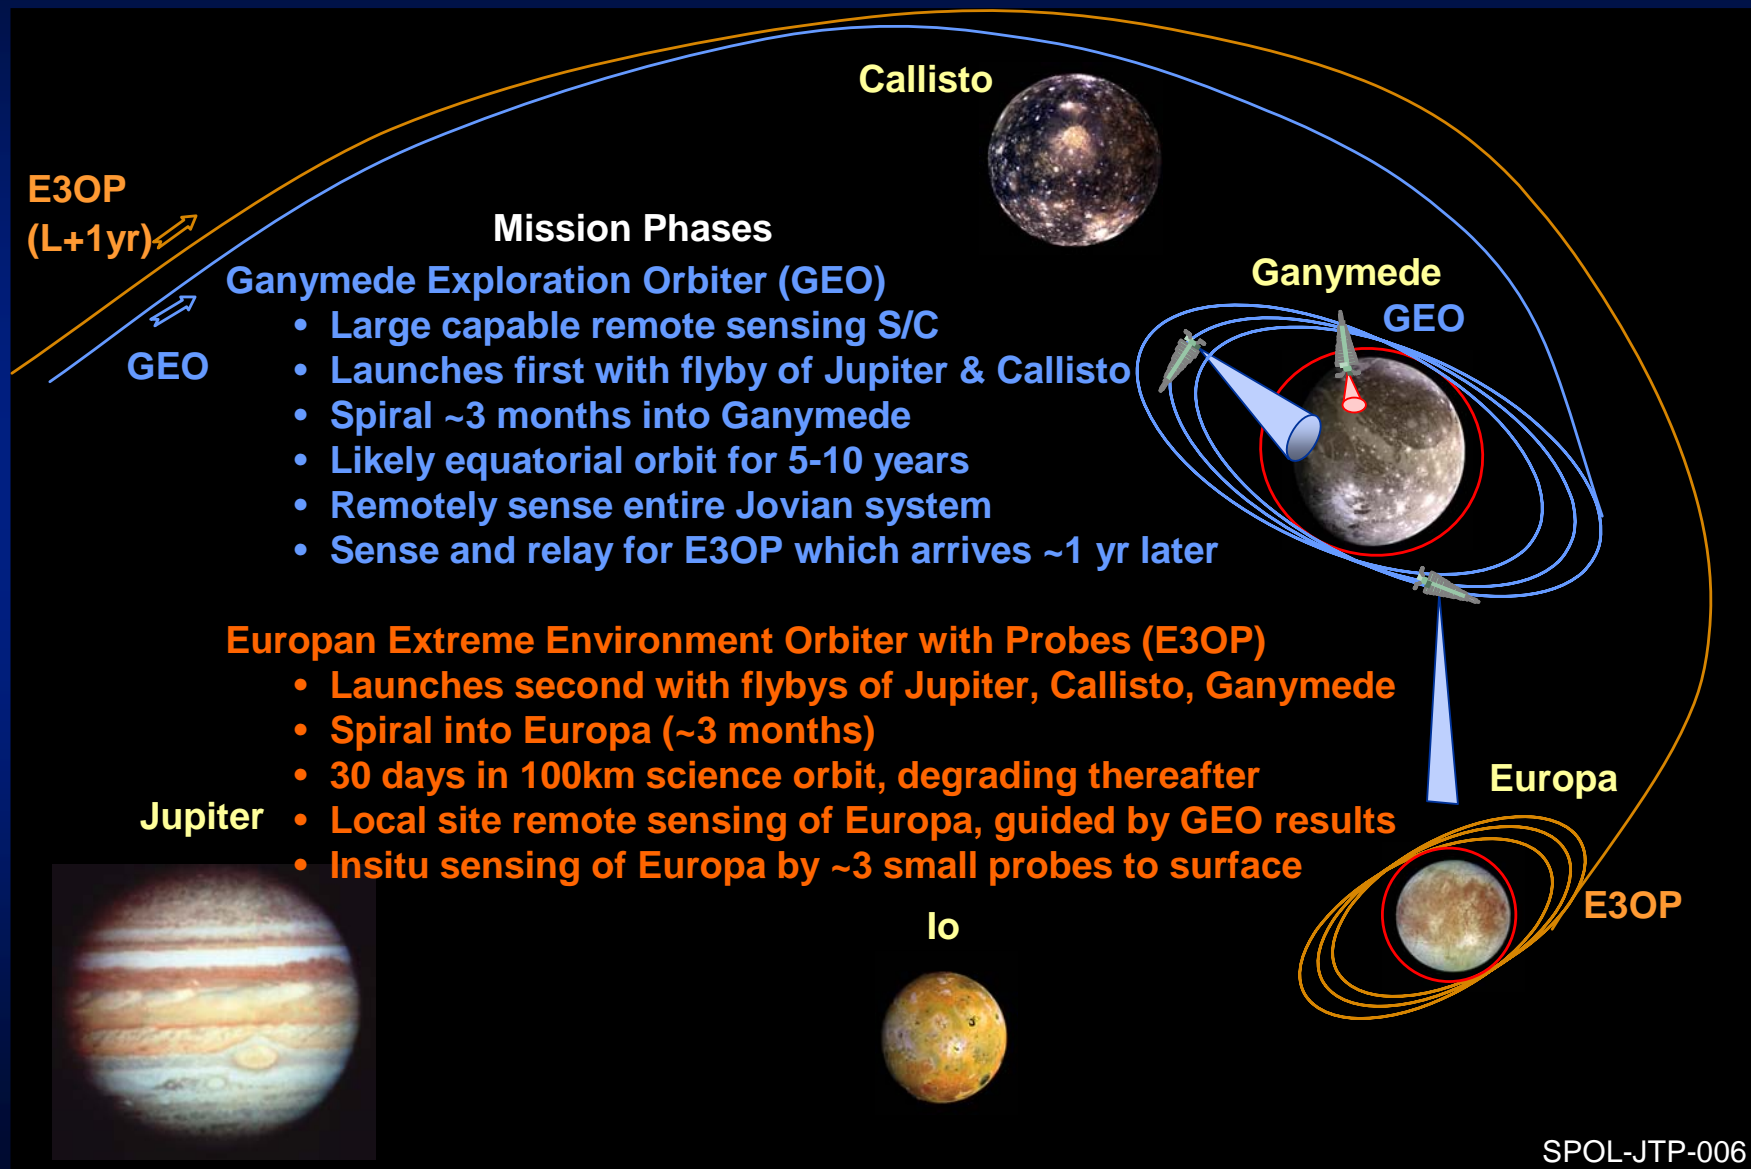 Callisto
E3OP
(L+1yr)
Mission Phases
Ganymede
GEO
Ganymede Exploration Orbiter (GEO)
• Large capable remote sensing S/C
GEO
• Launches first with flyby of Jupiter & Callisto
• Spiral ~3 months into Ganymede
• Likely equatorial orbit for 5-10 years
• Remotely sense entire Jovian system
• Sense and relay for E3OP which arrives ~1 yr later
Europan Extreme Environment Orbiter with Probes (E3OP)
• Launches second with flybys of Jupiter, Callisto, Ganymede
• Spiral into Europa (~3 months)
• 30 days in 100km science orbit, degrading thereafter
• Local site remote sensing of Europa, guided by GEO results
• Insitu sensing of Europa by ~3 small probes to surface
Europa
Jupiter
E3OP
Io
SPOL-JTP-006